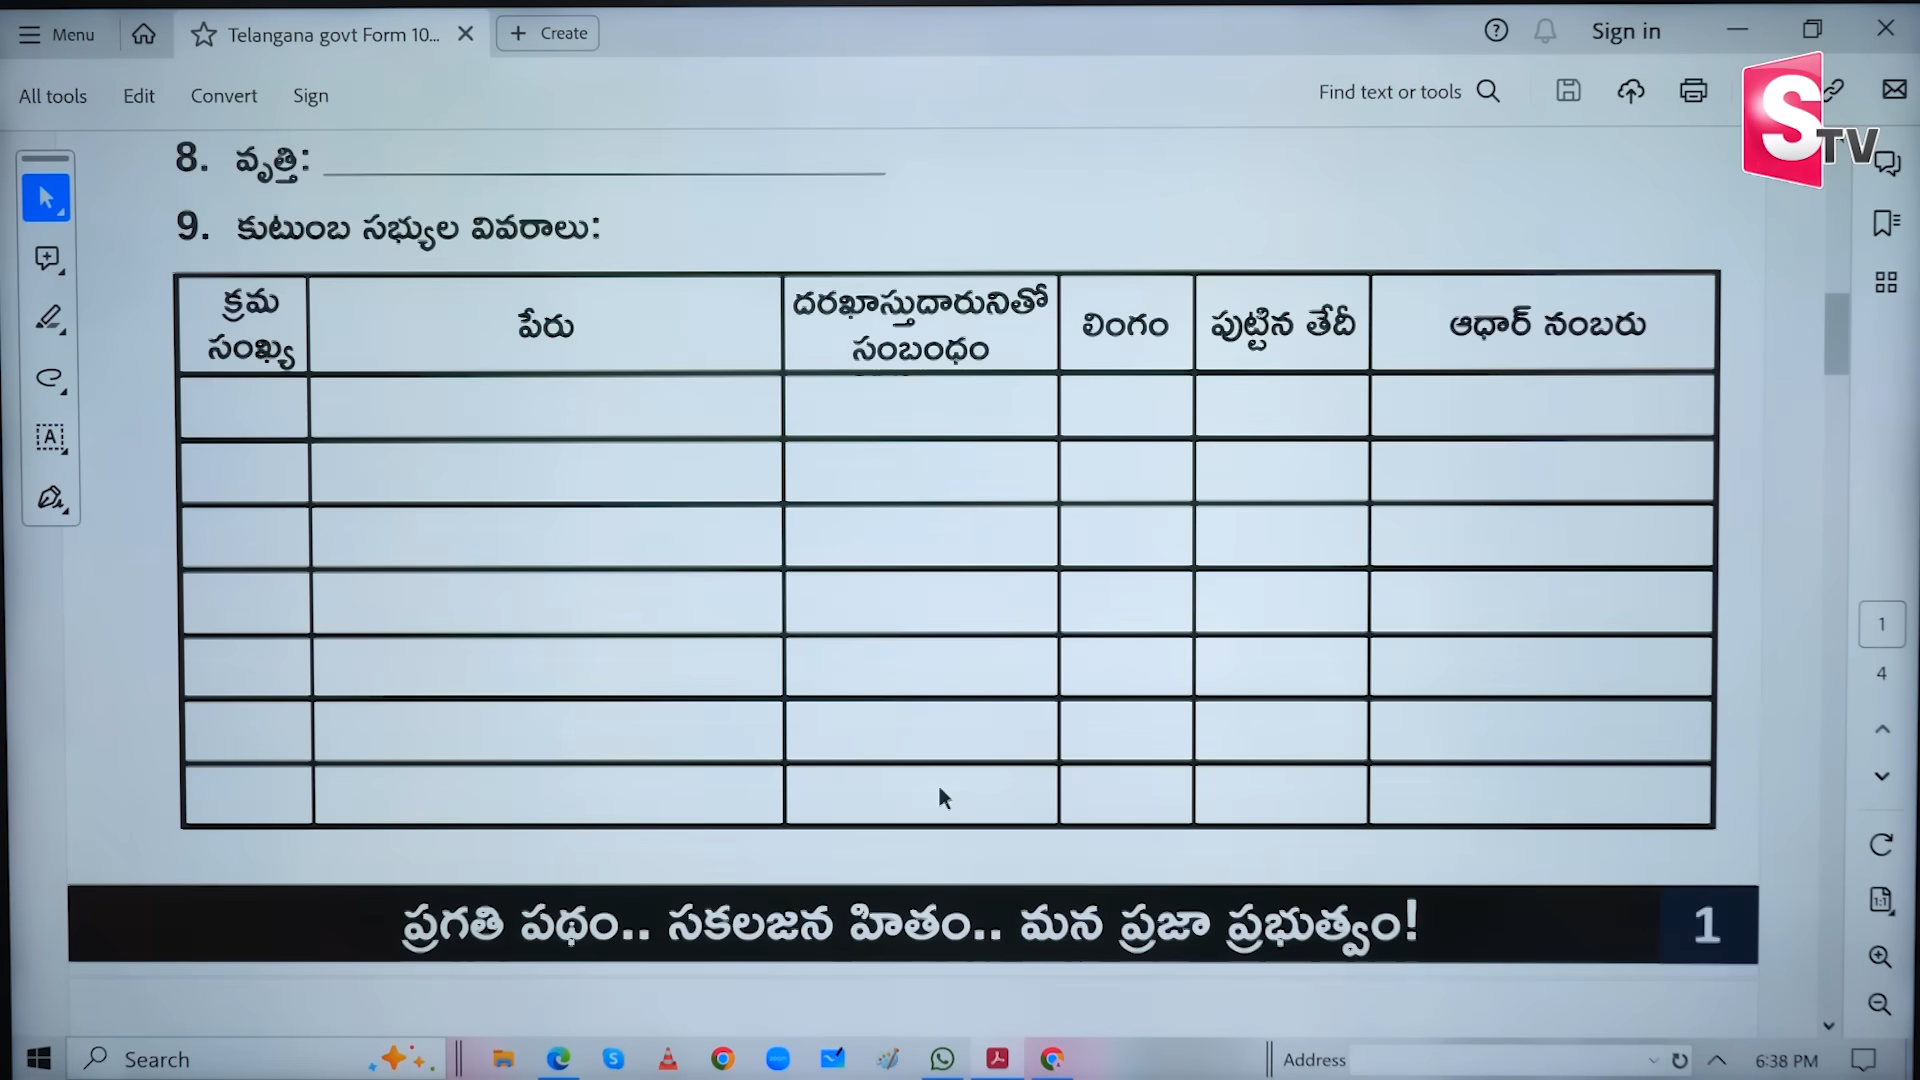 Menu
Telangana govt Form 10...
Create
Sign in
All tools
Edit
Convert
Sign
Find text or tools
STV
8. వృత్తి:
9. కుటుంబ సభ్యుల వివరాలు:
క్రమ సంఖ్య
పేరు
దరఖాస్తుదారునితో సంబంధం
లింగం
పుట్టిన తేదీ
ఆధార్ నంబరు
1
4
ప్రగతి పథం.. సకలజన హితం.. మన ప్రజా ప్రభుత్వం!
1
Search
Address
6:38 PM